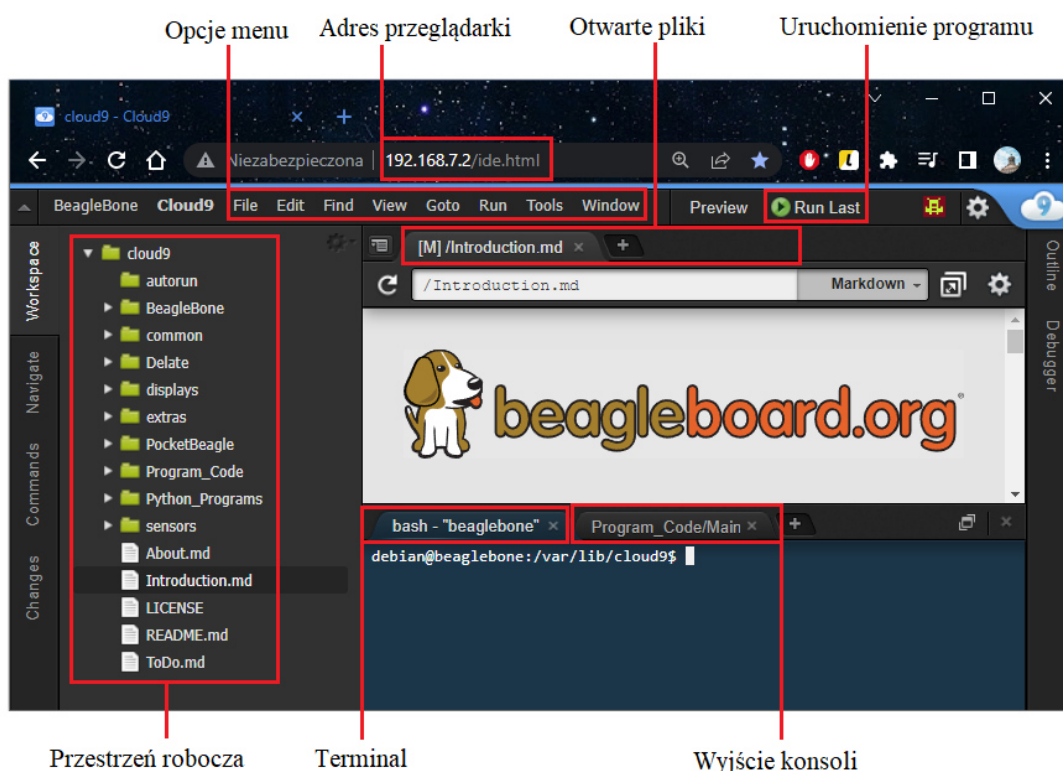 Opcje menu Adres przeglądarki Otwarte pliki Uruchomienie programu
cloud9 - Cloud9
Niezabezpieczona 192.168.7.2/ide.html
BeagleBone Cloud9 File Edit Find View Goto Run Tools Window Preview Run Last 9
Workspace
Navigate
Commands
Changes
cloud9
autorun
BeagleBone
common
Delate
displays
extras
PocketBeagle
Program_Code
Python_Programs
sensors
About.md
Introduction.md
LICENSE
README.md
ToDo.md
[M] /Introduction.md
/Introduction.md Markdown
beagleboard.org®
bash - "beaglebone" Program_Code/Main
debian@beaglebone:/var/lib/cloud9$
Outline
Debugger
Przestrzeń robocza Terminal Wyjście konsoli